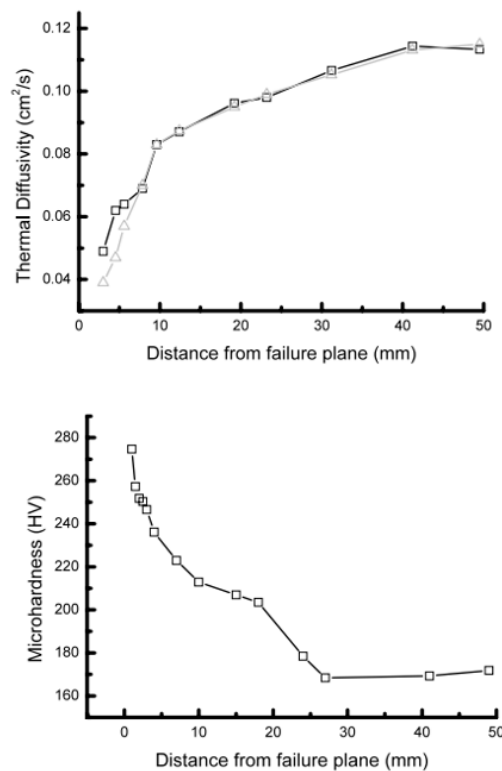 0.12
0.10
0.08
0.06
0.04
Thermal Diffusivity (cm²/s)
0 10 20 30 40 50
Distance from failure plane (mm)
280
260
240
220
200
180
160
Microhardness (HV)
0 10 20 30 40 50
Distance from failure plane (mm)